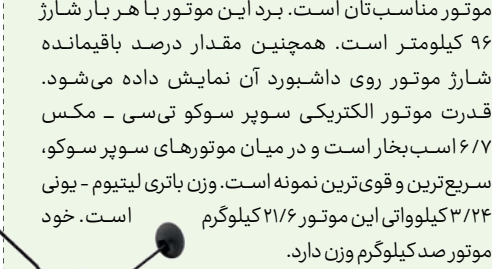 موتور مناسب‌تان است. برد این موتور با هر بار شارژ
۹۶ کیلومتر است. همچنین مقدار درصد باقیمانده
شارژ موتور روی داشبورد آن نمایش داده می‌شود.
قدرت موتور الکتریکی سوپر سوکو تی‌سی ـ مکس
۶/۷ اسب‌بخار است و در میان موتورهای سوپر سوکو،
سریع‌ترین و قوی‌ترین نمونه است. وزن باتری لیتیوم - یونی
۳/۲۴ کیلوواتی این موتور ۲۱/۶ کیلوگرم است. خود
موتور صد کیلوگرم وزن دارد.